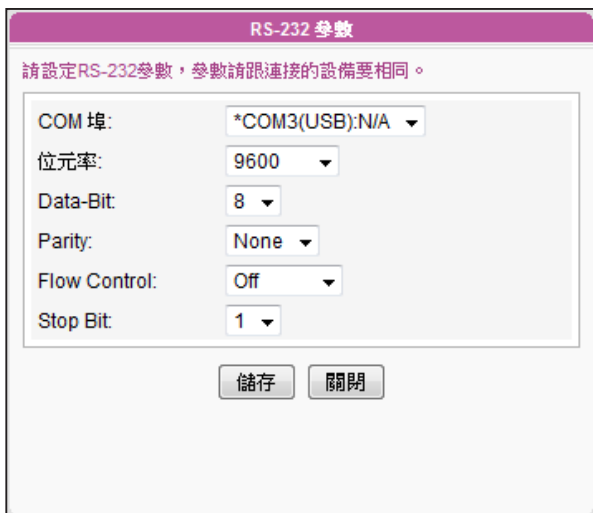 RS-232 參數
請設定RS-232參數，參數請跟連接的設備要相同。
COM 埠: *COM3(USB):N/A
位元率: 9600
Data-Bit: 8
Parity: None
Flow Control: Off
Stop Bit: 1
儲存 關閉